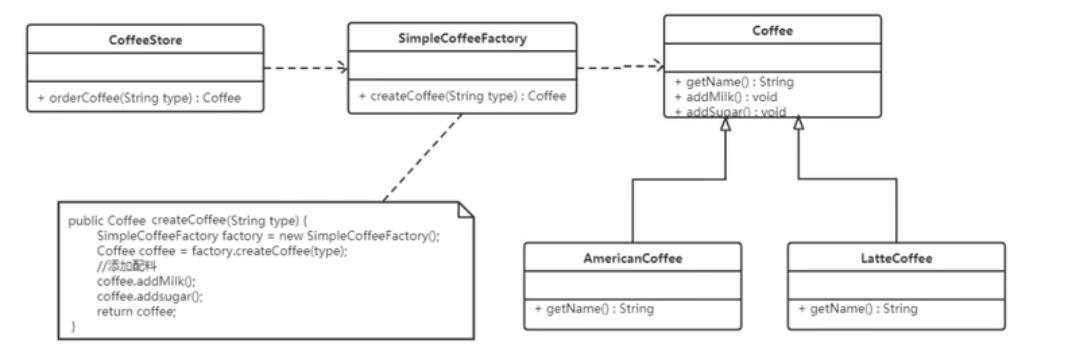 CoffeeStore
+ orderCoffee(String type) : Coffee
SimpleCoffeeFactory
+ createCoffee(String type) : Coffee
Coffee
+ getName() : String
+ addMilk() : void
+ addSugar() : void
public Coffee createCoffee(String type) {
SimpleCoffeeFactory factory = new SimpleCoffeeFactory();
Coffee coffee = factory.createCoffee(type);
//添加配料
coffee.addMilk();
coffee.addsugar();
return coffee;
}
AmericanCoffee
+ getName() : String
LatteCoffee
+ getName() : String